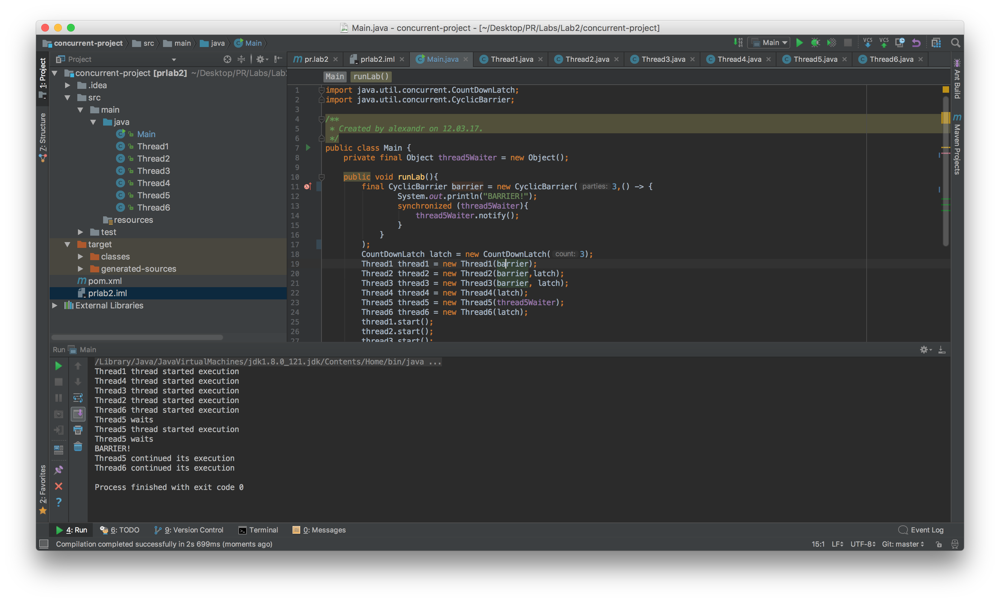 Main.java - concurrent-project - [~/Desktop/PR/Labs/Lab2/concurrent-project]
concurrent-project src main java Main
Main
VCS VCS
1: Project
Project
pr.lab2 prlab2.iml Main.java Thread1.java Thread2.java Thread3.java Thread4.java Thread5.java Thread6.java
Main runLab()
concurrent-project [prlab2] ~/Desktop/PR/Labs/Lab
.idea
src
main
java
Main
Thread1
Thread2
Thread3
Thread4
Thread5
Thread6
resources
test
target
classes
generated-sources
pom.xml
prlab2.iml
External Libraries
7: Structure
2: Favorites
Ant Build
Maven Projects
1 import java.util.concurrent.CountDownLatch;
2 import java.util.concurrent.CyclicBarrier;
3
4 /**
5 * Created by alexandr on 12.03.17.
6 */
7 public class Main {
8 private final Object thread5Waiter = new Object();
9
10 public void runLab(){
11 final CyclicBarrier barrier = new CyclicBarrier( parties: 3,() -> {
12 System.out.println("BARRIER!");
13 synchronized (thread5Waiter){
14 thread5Waiter.notify();
15 }
16 }
17 );
18 CountDownLatch latch = new CountDownLatch( count: 3);
19 Thread1 thread1 = new Thread1(barrier);
20 Thread2 thread2 = new Thread2(barrier,latch);
21 Thread3 thread3 = new Thread3(barrier, latch);
22 Thread4 thread4 = new Thread4(latch);
23 Thread5 thread5 = new Thread5(thread5Waiter);
24 Thread6 thread6 = new Thread6(latch);
25 thread1.start();
26 thread2.start();
27 thread3.start();
Run Main
/Library/Java/JavaVirtualMachines/jdk1.8.0_121.jdk/Contents/Home/bin/java ...
Thread1 thread started execution
Thread4 thread started execution
Thread3 thread started execution
Thread2 thread started execution
Thread6 thread started execution
Thread5 waits
Thread5 thread started execution
Thread5 waits
BARRIER!
Thread5 continued its execution
Thread6 continued its execution
Process finished with exit code 0
4: Run 6: TODO 9: Version Control Terminal 0: Messages Event Log
Compilation completed successfully in 2s 699ms (moments ago) 15:1 LF UTF-8 Git: master